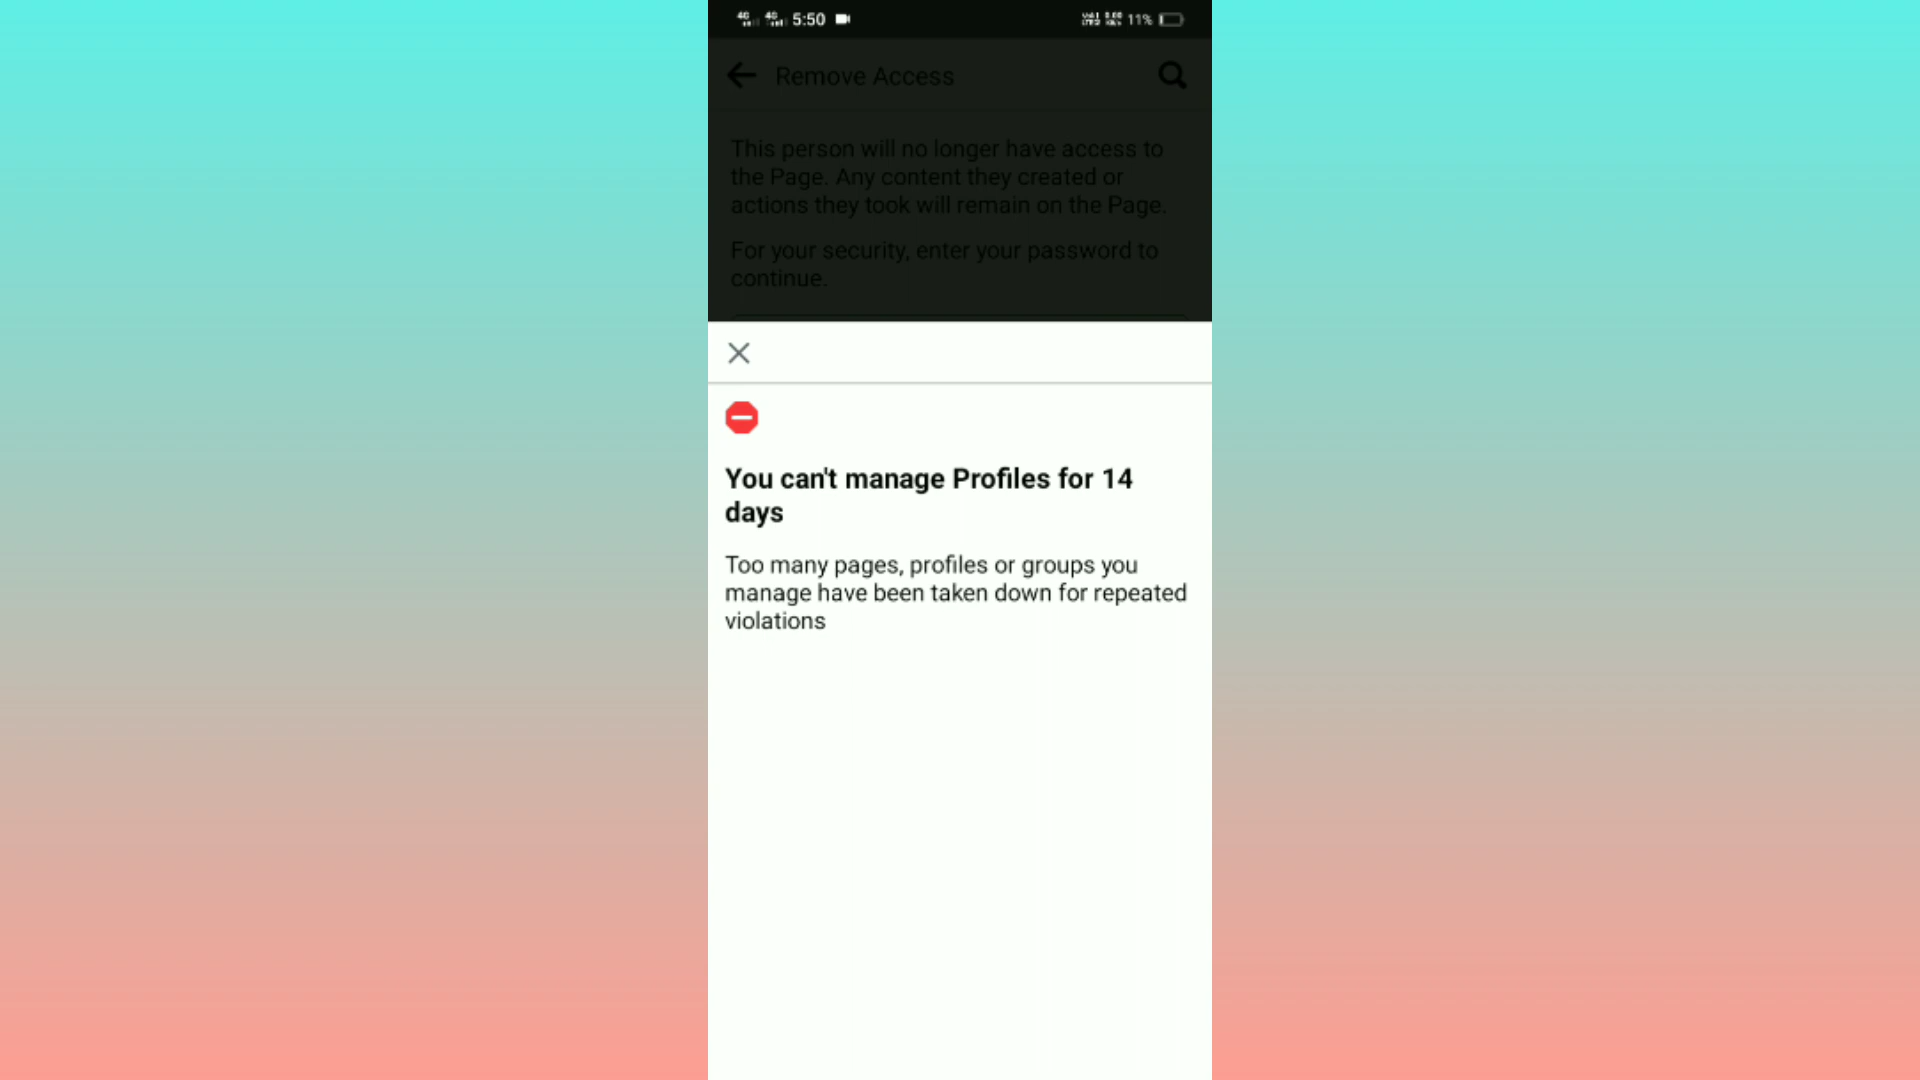 5:50
11%
Remove Access
This person will no longer have access to
the Page. Any content they created or
actions they took will remain on the Page.
For your security, enter your password to
continue.
You can't manage Profiles for 14
days
Too many pages, profiles or groups you
manage have been taken down for repeated
violations